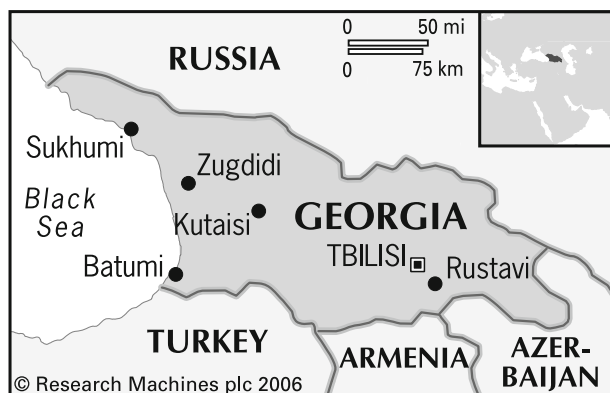 0 50 mi
0 75 km
RUSSIA
Sukhumi
Zugdidi
Black
Sea
Kutaisi
GEORGIA
TBILISI
Batumi
Rustavi
TURKEY
ARMENIA
AZER-
BAIJAN
© Research Machines plc 2006